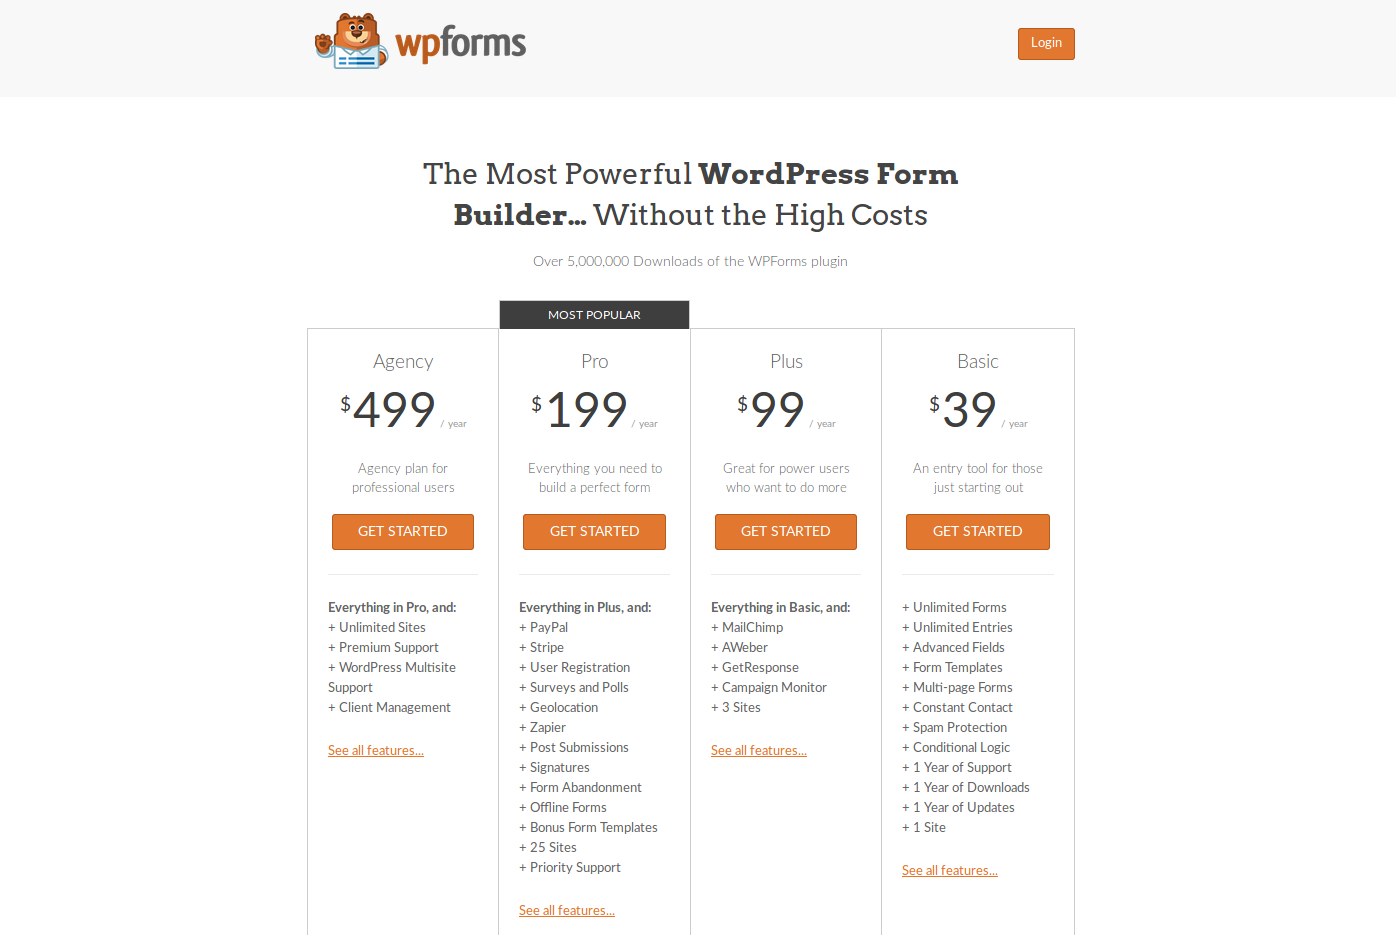 wpforms
Login
The Most Powerful WordPress Form
Builder... Without the High Costs
Over 5,000,000 Downloads of the WPForms plugin
MOST POPULAR
Agency
$499 / year
Agency plan for
professional users
GET STARTED
Everything in Pro, and:
+ Unlimited Sites
+ Premium Support
+ WordPress Multisite
Support
+ Client Management
See all features...
Pro
$199 / year
Everything you need to
build a perfect form
GET STARTED
Everything in Plus, and:
+ PayPal
+ Stripe
+ User Registration
+ Surveys and Polls
+ Geolocation
+ Zapier
+ Post Submissions
+ Signatures
+ Form Abandonment
+ Offline Forms
+ Bonus Form Templates
+ 25 Sites
+ Priority Support
See all features...
Plus
$99 / year
Great for power users
who want to do more
GET STARTED
Everything in Basic, and:
+ MailChimp
+ AWeber
+ GetResponse
+ Campaign Monitor
+ 3 Sites
See all features...
Basic
$39 / year
An entry tool for those
just starting out
GET STARTED
+ Unlimited Forms
+ Unlimited Entries
+ Advanced Fields
+ Form Templates
+ Multi-page Forms
+ Constant Contact
+ Spam Protection
+ Conditional Logic
+ 1 Year of Support
+ 1 Year of Downloads
+ 1 Year of Updates
+ 1 Site
See all features...